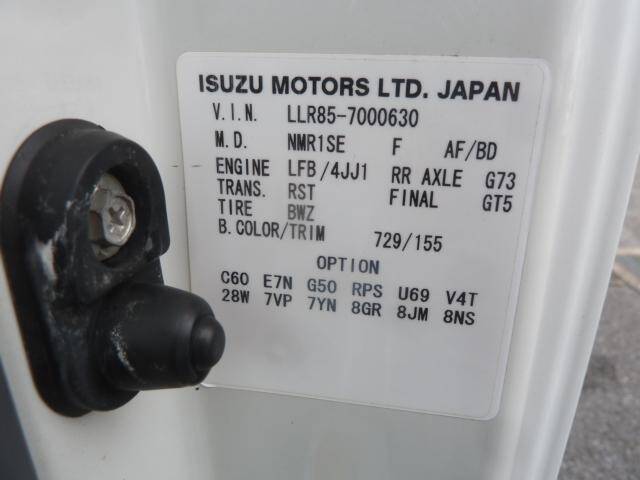 ISUZU MOTORS LTD. JAPAN
V.I.N. LLR85-7000630
M.D. NMR1SE F AF/BD
ENGINE LFB/4JJ1 RR AXLE G73
TRANS. RST FINAL GT5
TIRE BWZ
B.COLOR/TRIM 729/155
OPTION
C60 E7N G50 RPS U69 V4T
28W 7VP 7YN 8GR 8JM 8NS